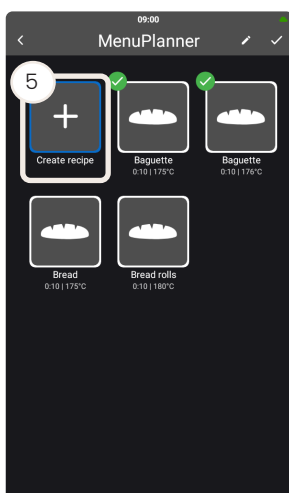 09:00
MenuPlanner
5
Create recipe
Baguette
0:10 | 175°C
Baguette
0:10 | 176°C
Bread
0:10 | 175°C
Bread rolls
0:10 | 180°C